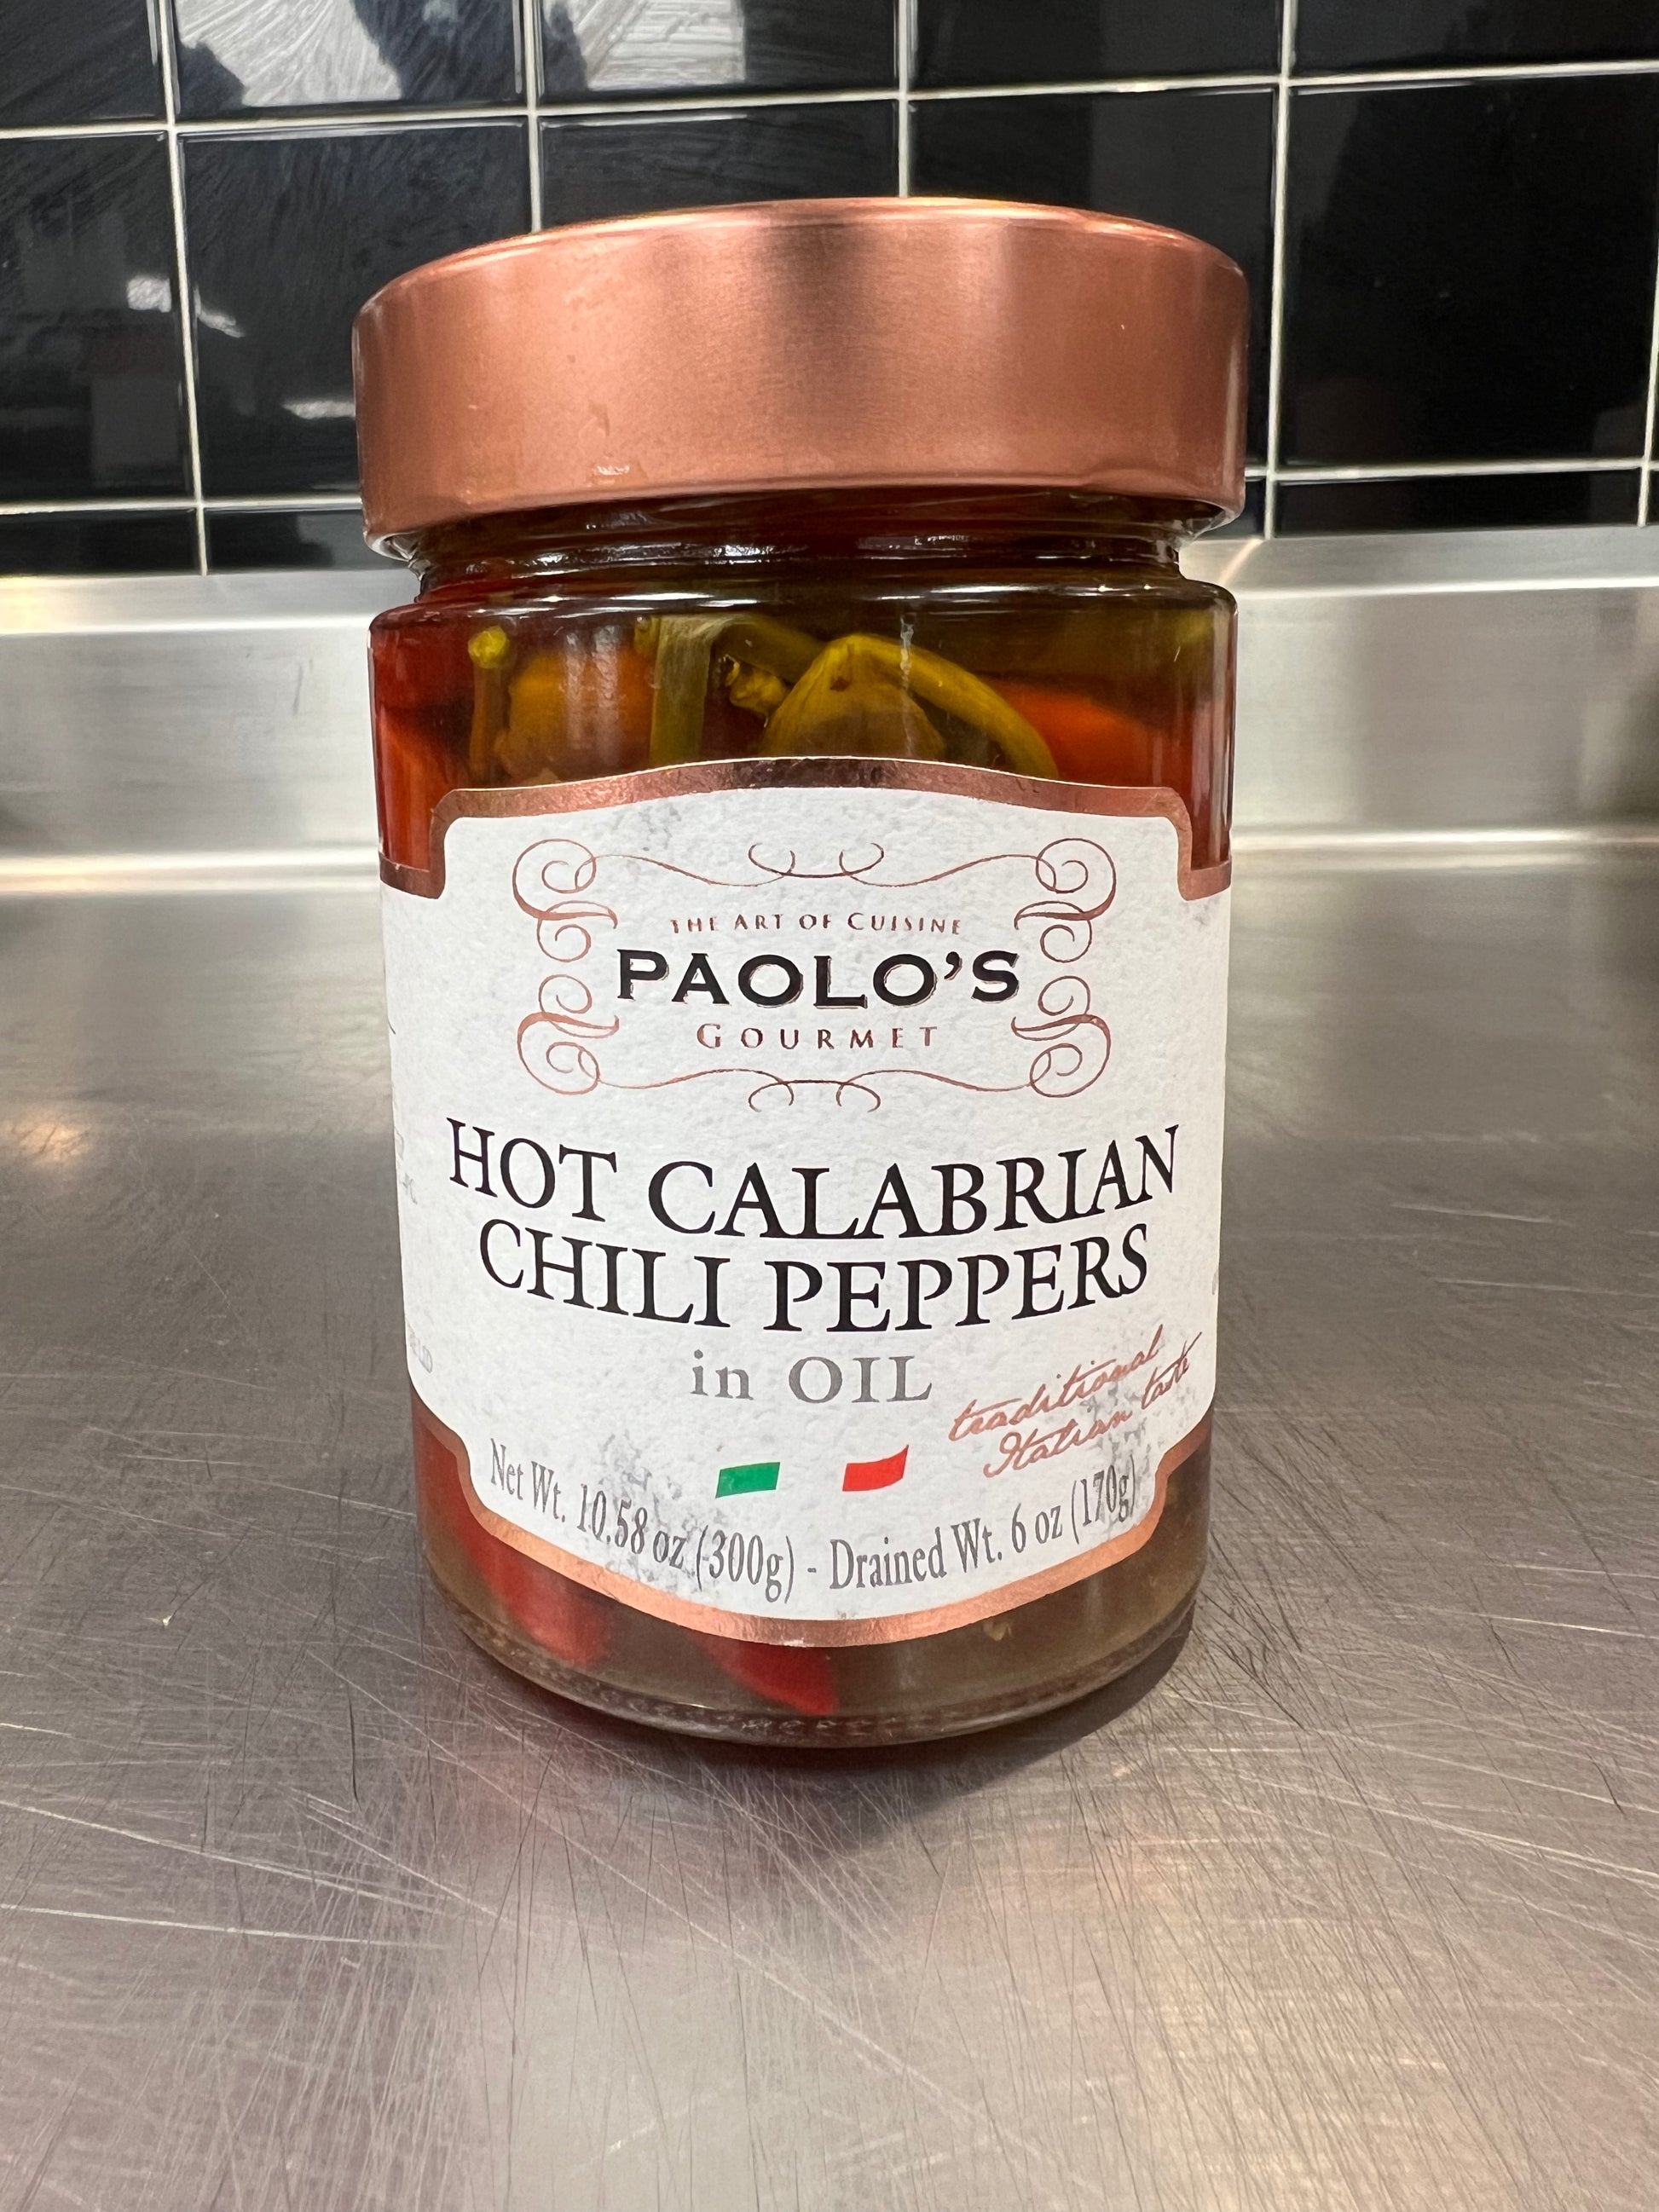 THE ART OF CUISINE
PAOLO'S
GOURMET
HOT CALABRIAN
CHILI PEPPERS
in OIL
traditional
Italian taste
Net Wt. 10.58 oz (300g) - Drained Wt. 6 oz (170g)